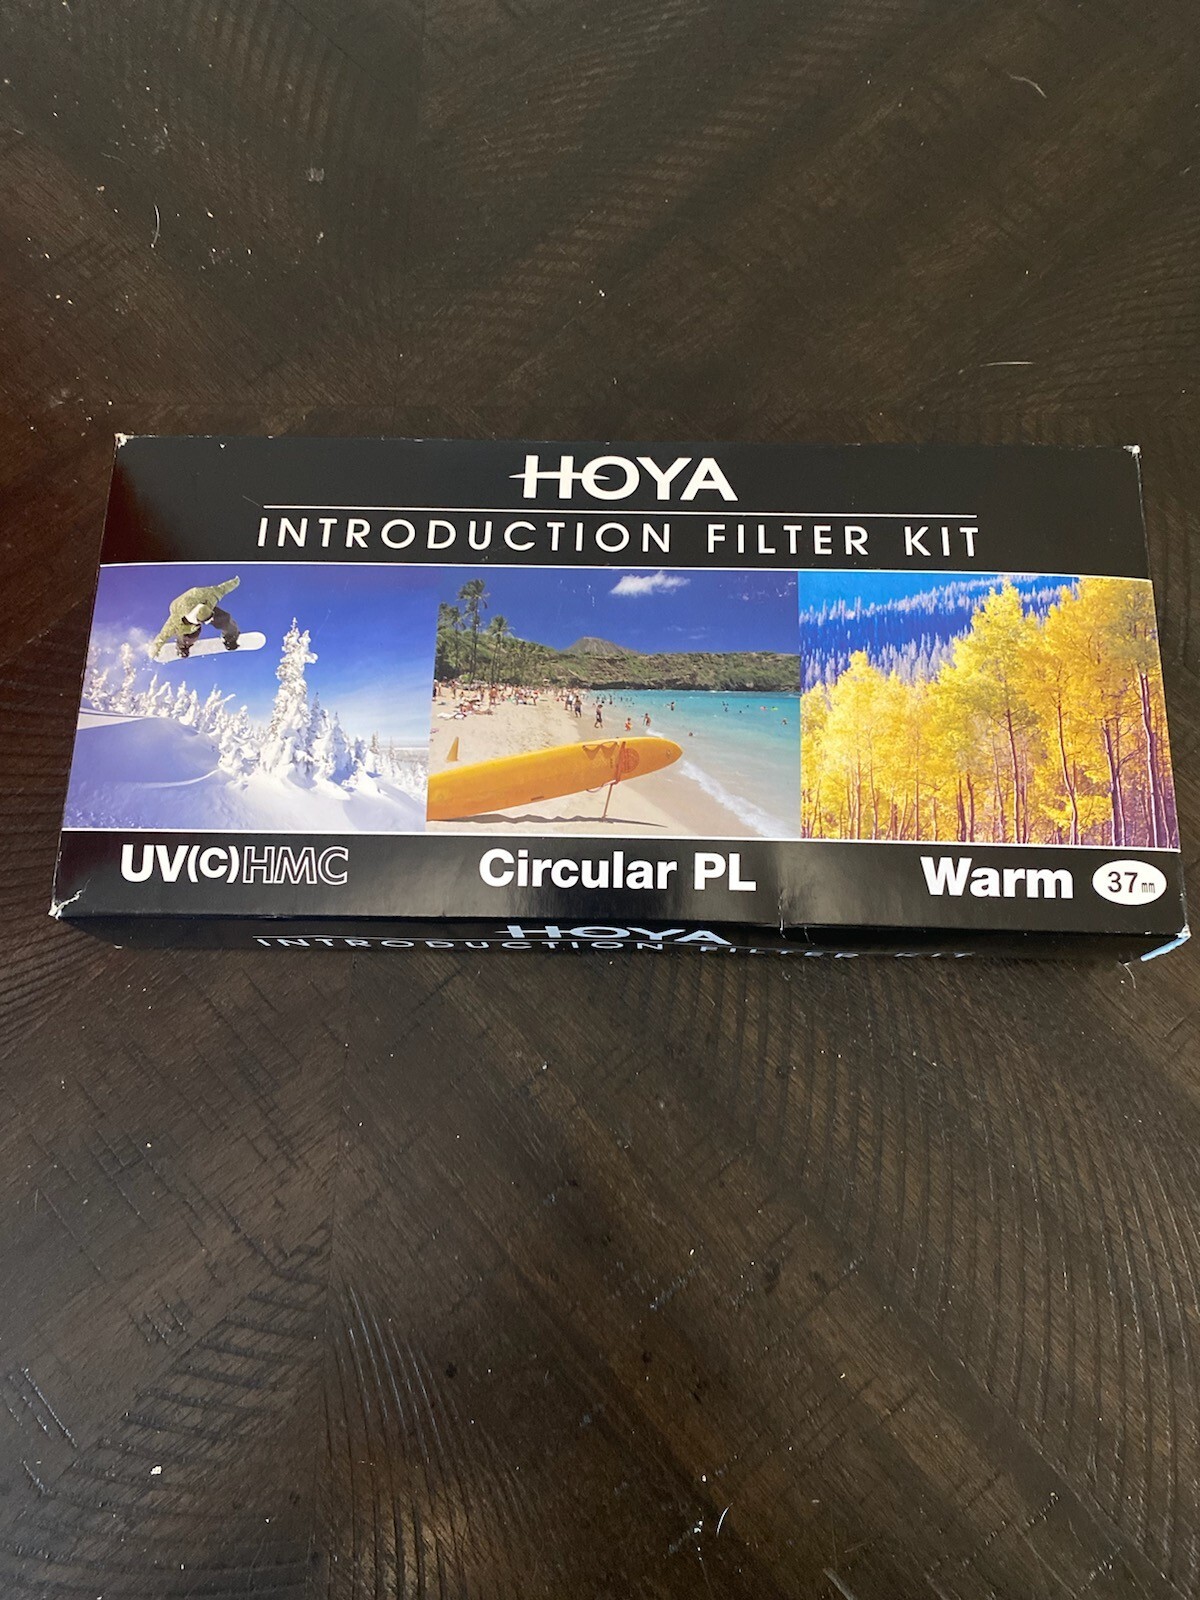 HOYA
INTRODUCTION FILTER KIT
UV(C)HMC Circular PL Warm 37mm
HOYA
INTRODUCTION FILTER KIT